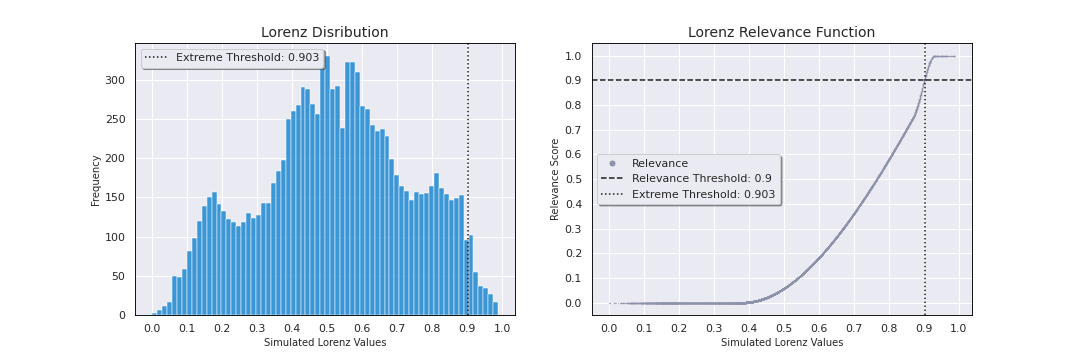 Lorenz Disribution
Extreme Threshold: 0.903
Frequency
300
250
200
150
100
50
0
0.0 0.1 0.2 0.3 0.4 0.5 0.6 0.7 0.8 0.9 1.0
Simulated Lorenz Values
Lorenz Relevance Function
Relevance Score
1.0
0.9
0.8
0.7
0.6
0.5
0.4
0.3
0.2
0.1
0.0
Relevance
Relevance Threshold: 0.9
Extreme Threshold: 0.903
0.0 0.1 0.2 0.3 0.4 0.5 0.6 0.7 0.8 0.9 1.0
Simulated Lorenz Values